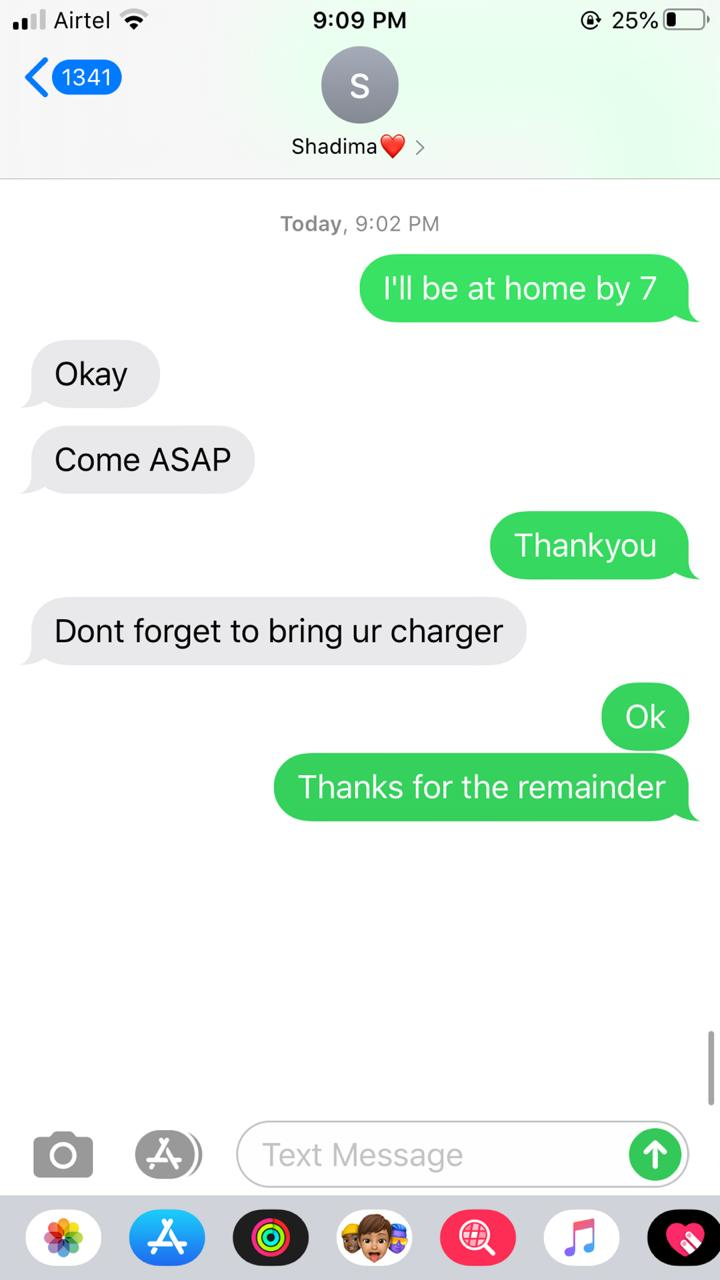 Airtel 9:09 PM 25%
1341
S
Shadima❤️ >
Today, 9:02 PM
I'll be at home by 7
Okay
Come ASAP
Thankyou
Dont forget to bring ur charger
Ok
Thanks for the remainder
Text Message